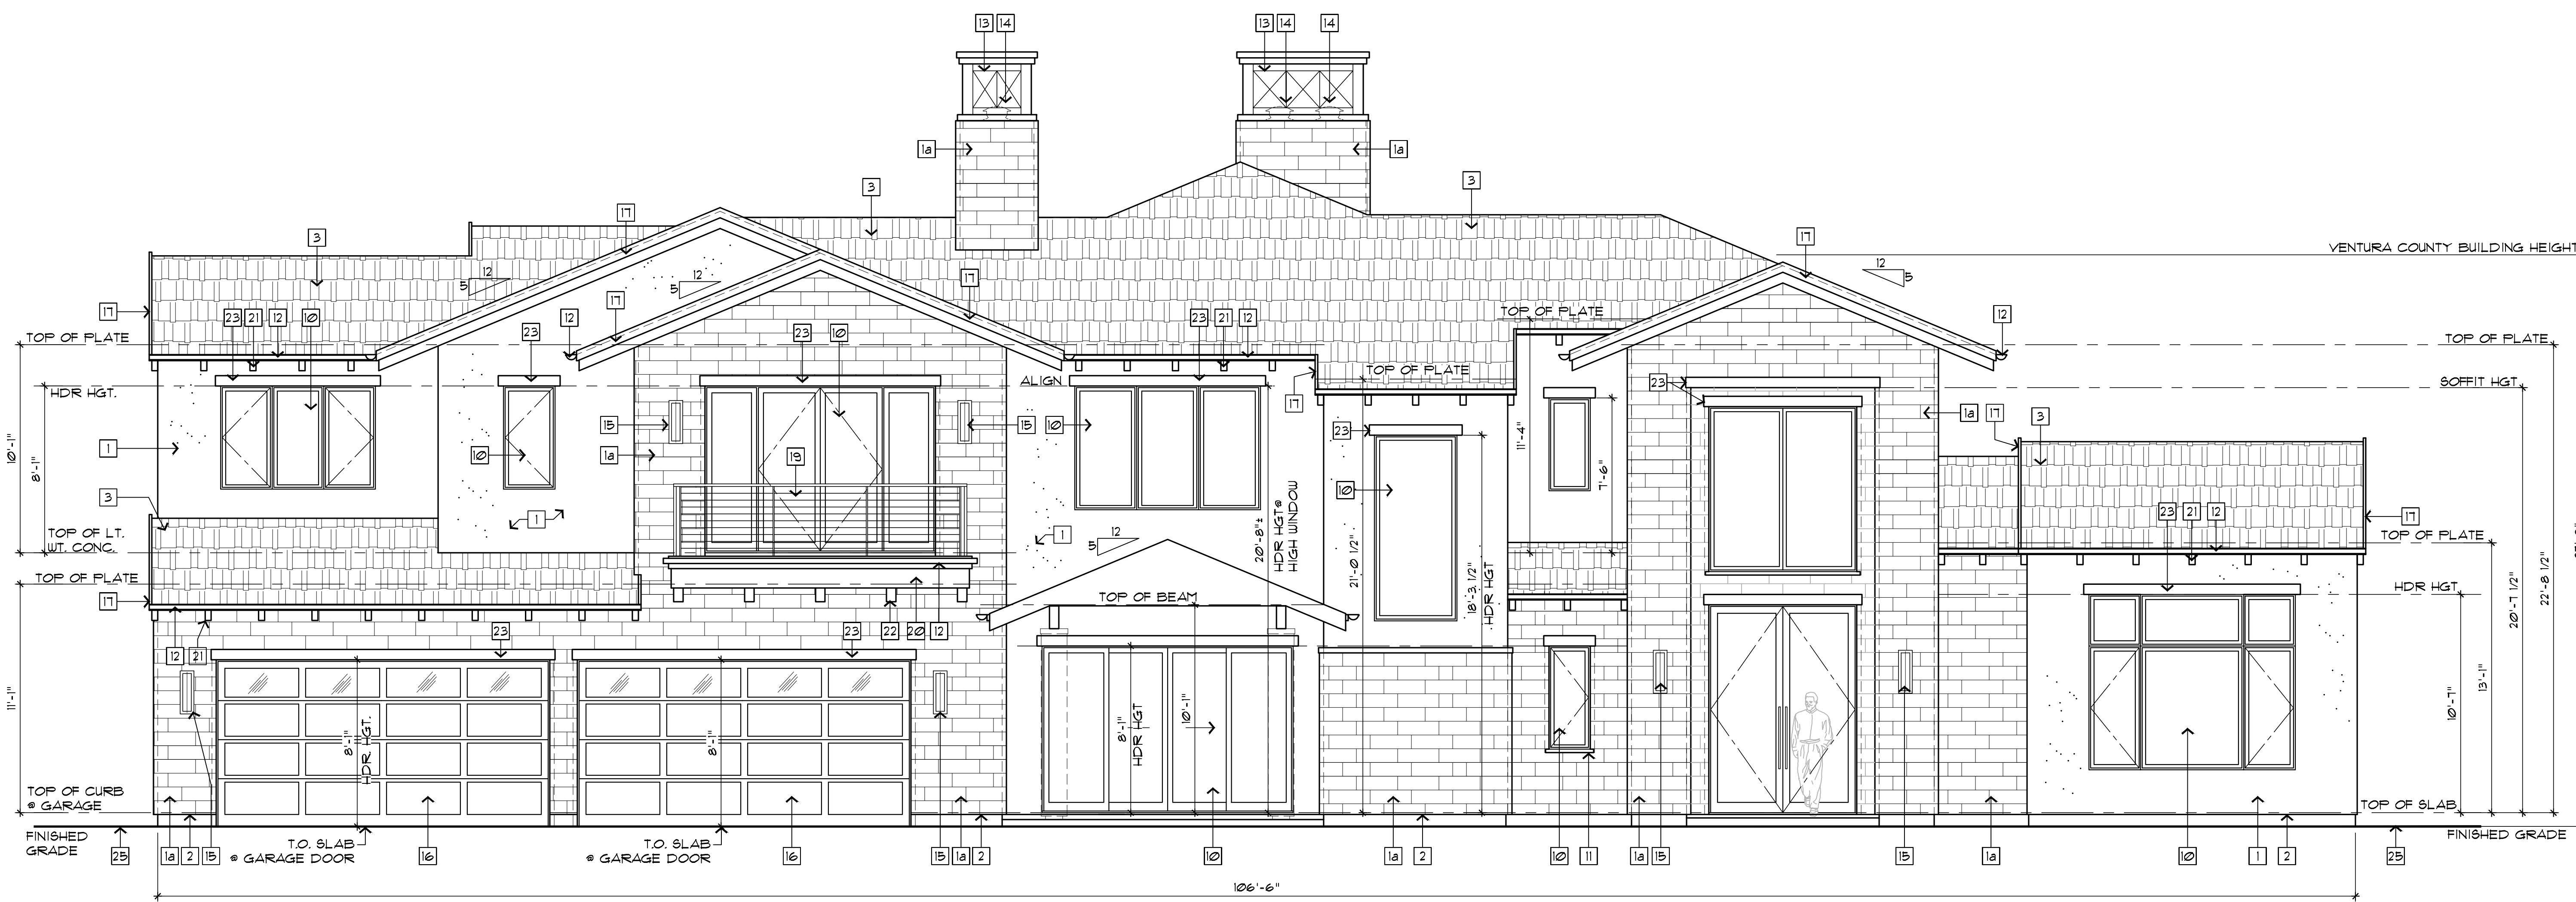 13 14 13 14 14
1a 1a
3 3
17
3 17
VENTURA COUNTY BUILDING HEIGHT
12 5
12 5
17
12 5
17
17
23 21 12 10
17
23
12
23 10
23 21 12
TOP OF PLATE
12
TOP OF PLATE
TOP OF PLATE
TOP OF PLATE
ALIGN
17
23
SOFFIT HGT
HDR HGT.
15
15
10
23
1a
17
3
1
10
1a
19
10
11'-4"
7'-6"
10'-1"
8'-1"
3
1
TOP OF LT.
WT. CONC.
20'-8"±
HDR HGT@
HIGH WINDOW
12 5
1
21'-0 1/2"
18'-3 1/2"
HDR HGT
23 21 12
17
TOP OF PLATE
TOP OF PLATE
17
HDR HGT
TOP OF BEAM
12 21
23
23
22 20 12
11'-1"
8'-1"
HDR. HGT.
8'-1"
8'-1"
HDR HGT
10'-1"
10'-7"
13'-1"
20'-7 1/2"
22'-8 1/2"
TOP OF CURB
@ GARAGE
TOP OF SLAB
FINISHED
GRADE
25 1a 2 15
T.O. SLAB
@ GARAGE DOOR
16
T.O. SLAB
@ GARAGE DOOR
16
15 1a 2
10
1a 2
10 11
1a 15
15
1a
10
1 2
25
FINISHED GRADE
106'-6"